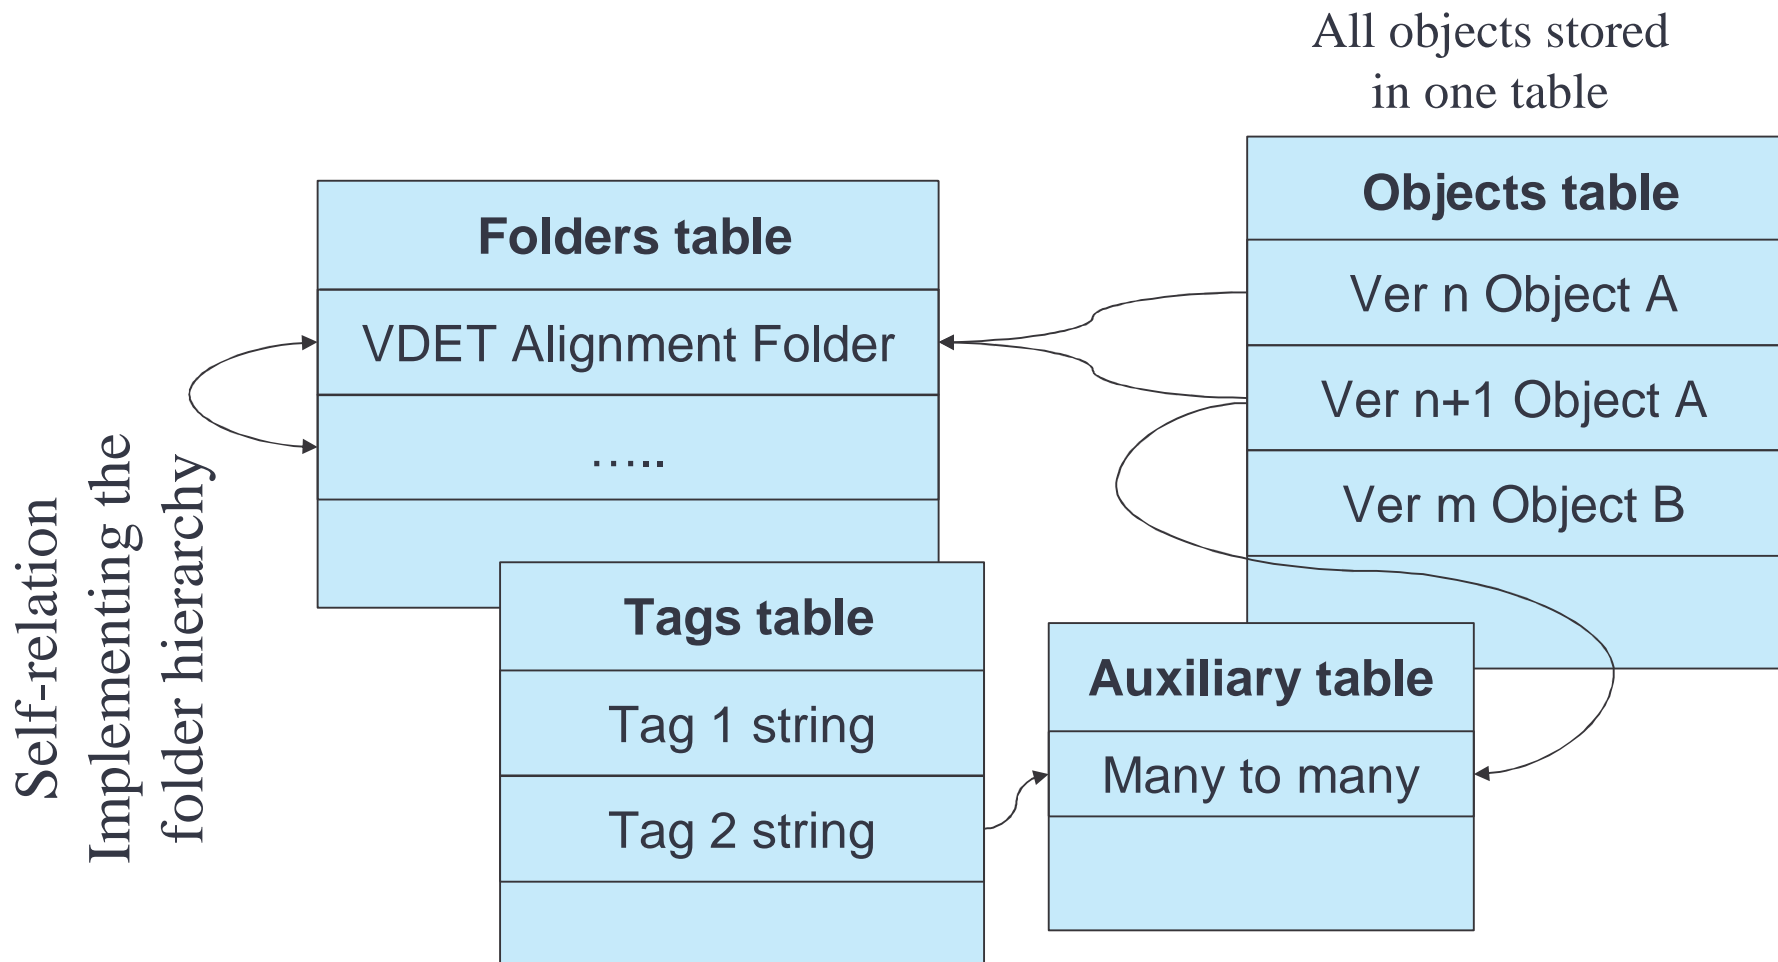 All objects stored
in one table
Objects table
Ver n Object A
Ver n+1 Object A
Ver m Object B
Folders table
VDET Alignment Folder
…..
Self-relation
Implementing the
folder hierarchy
Tags table
Tag 1 string
Tag 2 string
Auxiliary table
Many to many